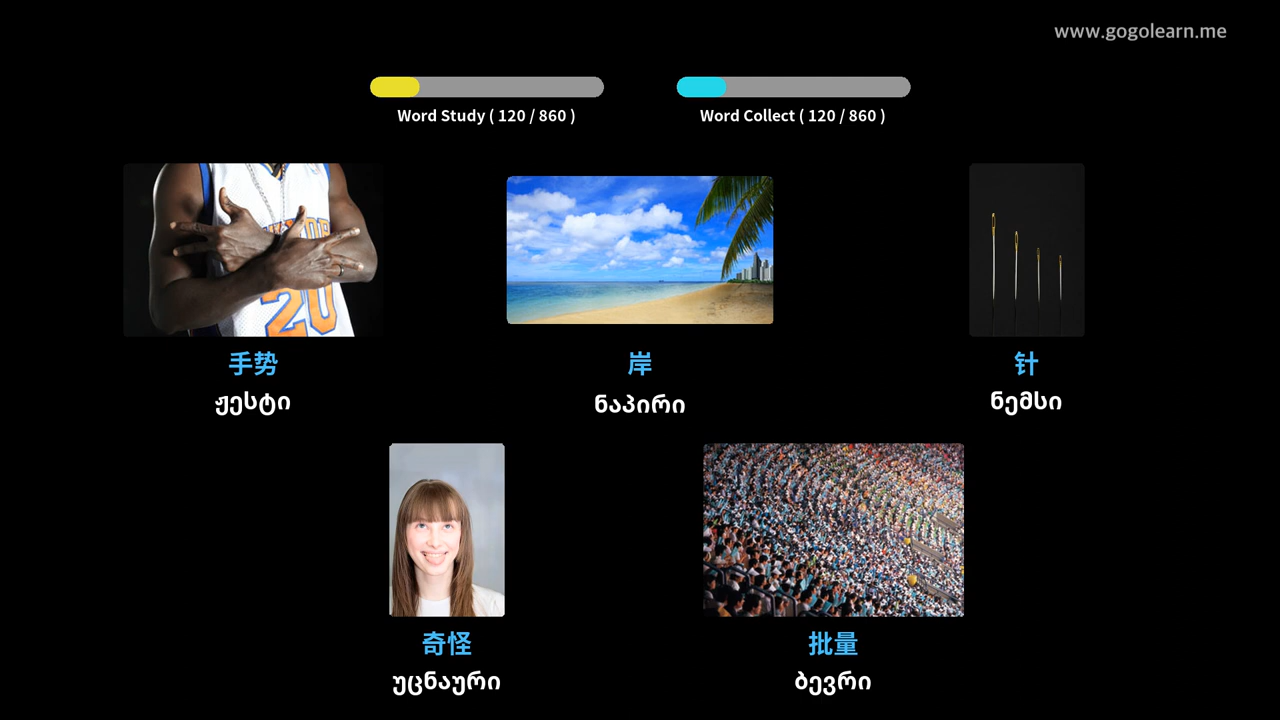 www.gogolearn.me
Word Study ( 120 / 860 )
Word Collect ( 120 / 860 )
20
手势
岸
针
ჟესტი
ნაპირი
ნემსი
奇怪
批量
უცნაური
ბევრი